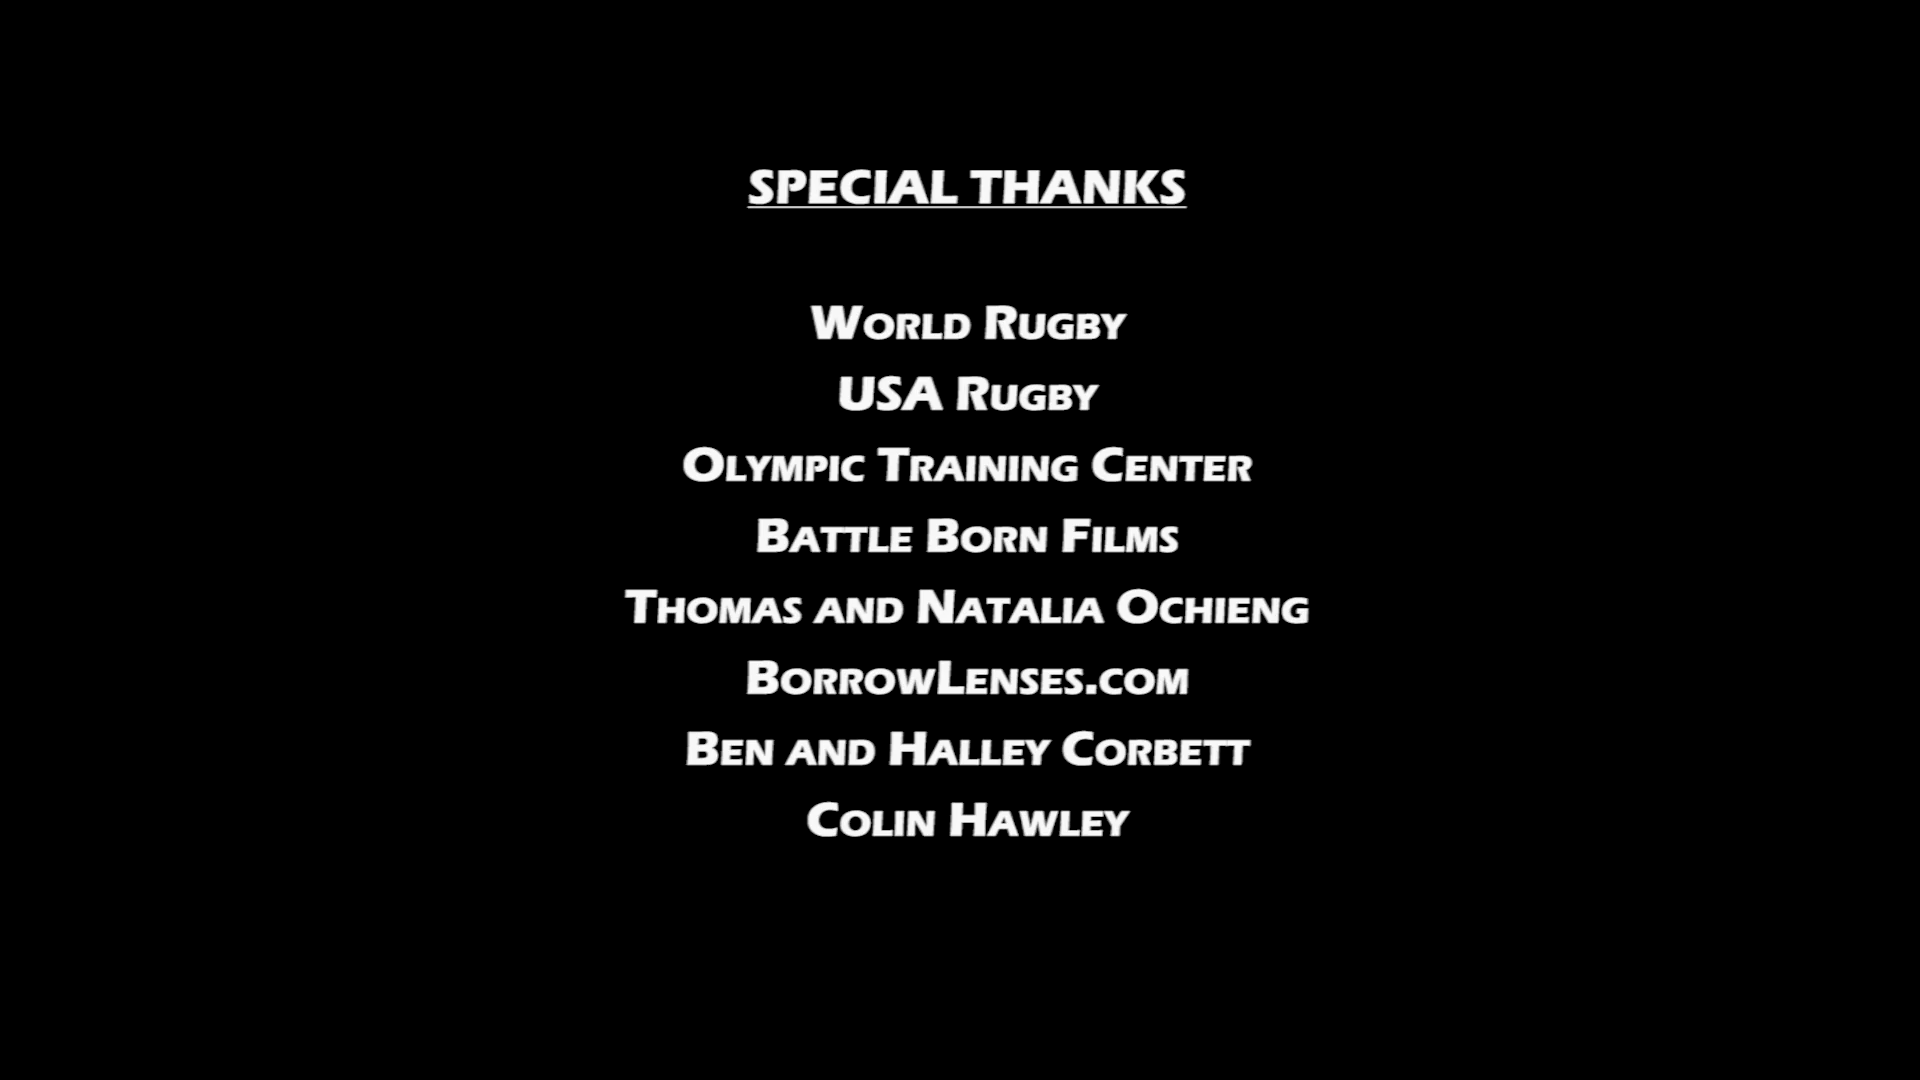 SPECIAL THANKS
World Rugby
USA Rugby
Olympic Training Center
Battle Born Films
Thomas and Natalia Ochieng
BorrowLenses.com
Ben and Halley Corbett
Colin Hawley